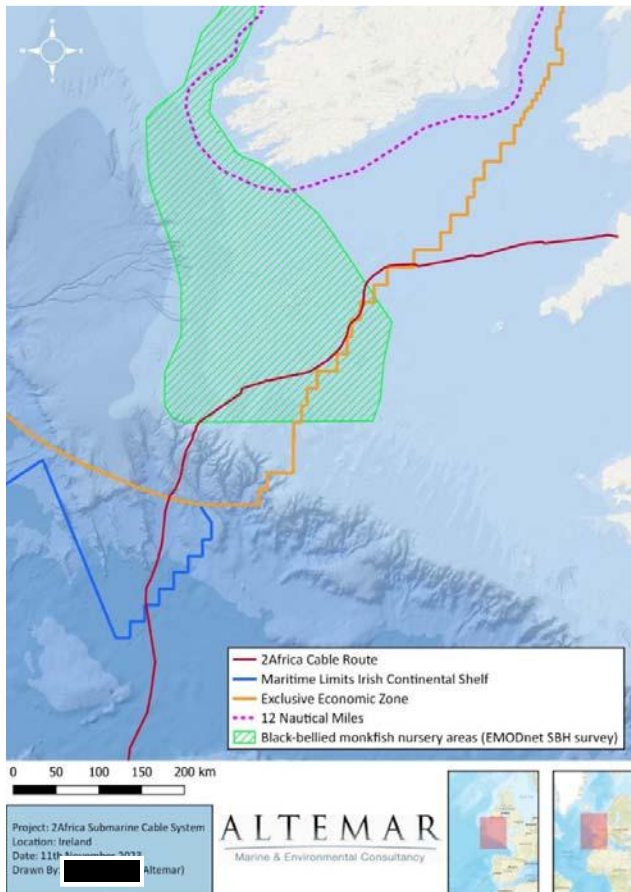 2Africa Cable Route
Maritime Limits Irish Continental Shelf
Exclusive Economic Zone
12 Nautical Miles
Black-bellied monkfish nursery areas (EMODnet SBH survey)
0 50 100 150 200 km
Project: 2Africa Submarine Cable System
Location: Ireland
Date: 11th November 2023
Drawn By: Altemar)
ALTEMAR
Marine & Environmental Consultancy